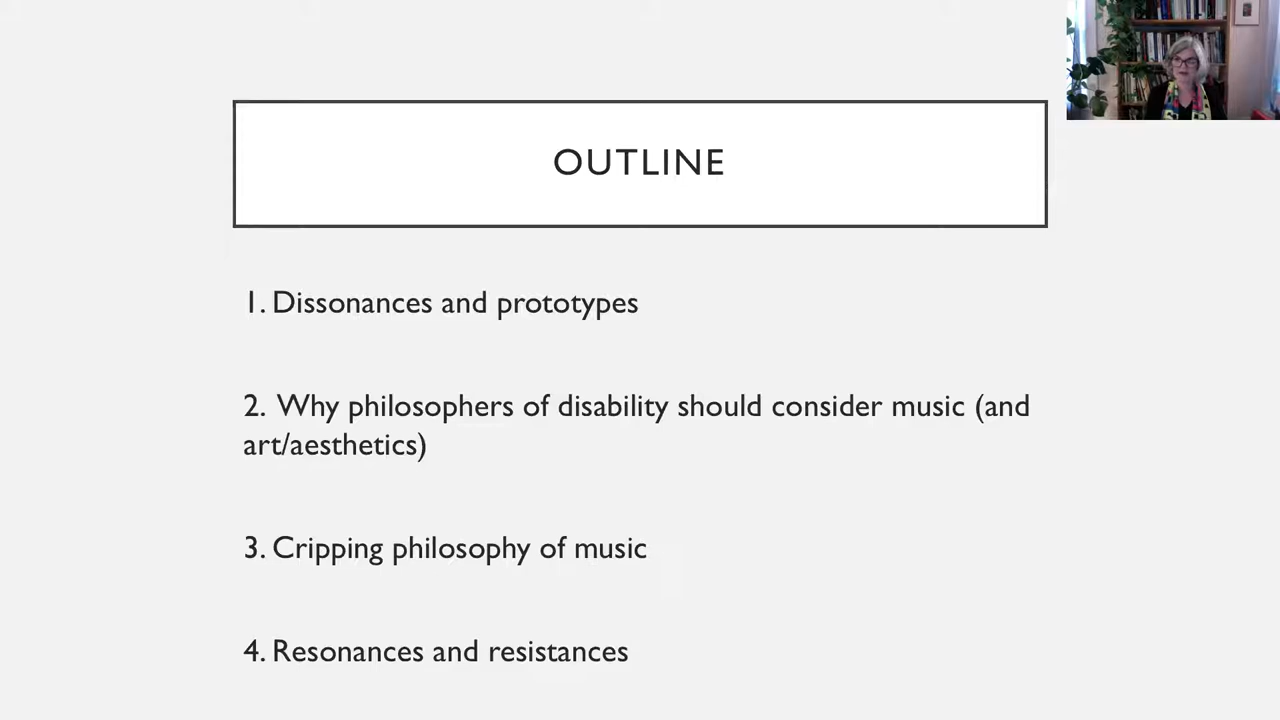 OUTLINE
1. Dissonances and prototypes
2. Why philosophers of disability should consider music (and
art/aesthetics)
3. Cripping philosophy of music
4. Resonances and resistances